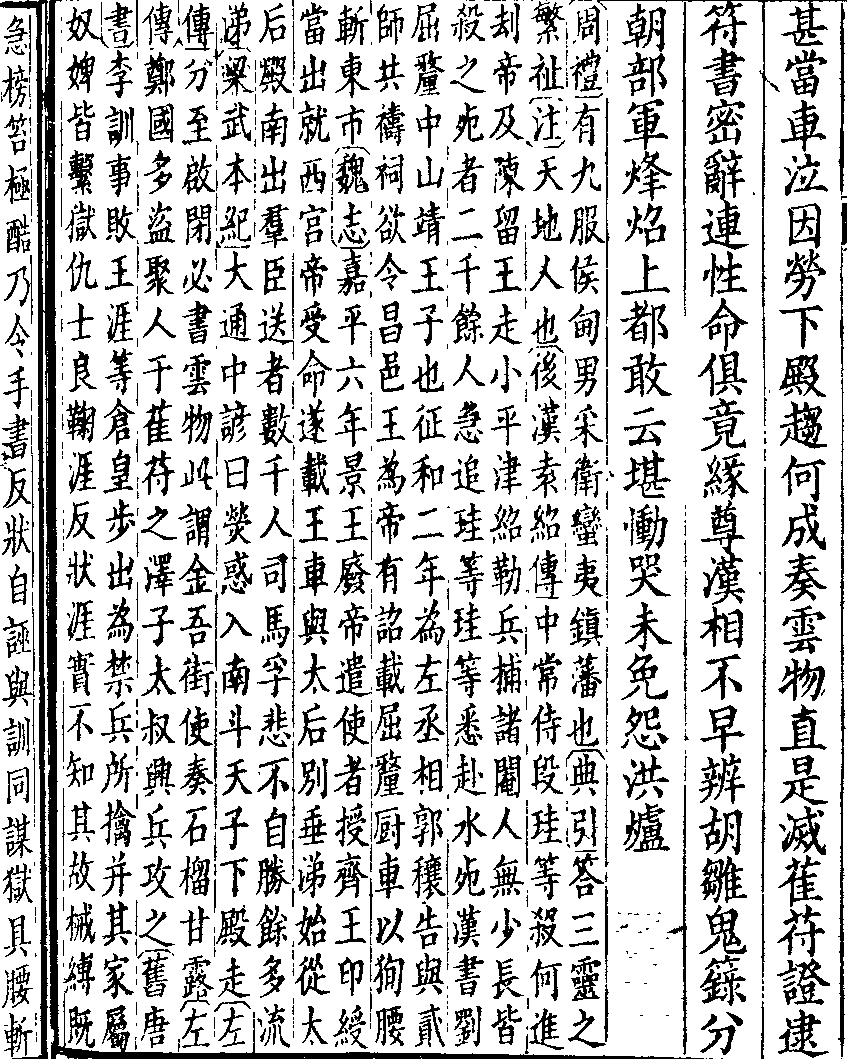 甚當車泣因勞下殿趨何成奏雲物直是滅萑苻證逮
符書密辭連性命俱竟緣尊漢相不早辨胡雛鬼籙分
朝部軍烽焰上都敢云堪慟哭未免怨洪爐
周禮有九服侯甸男采衛蠻夷鎮藩也典引答三靈之
繁祉注天地人也後漢袁紹傳中常侍段珪等殺何進
刦帝及陳留王走小平津紹勒兵捕諸閹人無少長皆
殺之死者二千餘人急追珪等珪等悉赴水死漢書劉
屈氂中山靖王子也征和二年為左丞相郭穰告與貳
師共禱祠欲令昌邑王為帝有詔載屈氂厨車以狥腰
斬東市魏志嘉平六年景王廢帝遣使者授齊王印綬
當出就西宮帝受命遂載王車與太后別垂涕始從太
后殿南出羣臣送者數千人司馬孚悲不自勝餘多流
涕梁武本紀大通中諺曰熒惑入南斗天子下殿走左
傳分至啟閉必書雲物此謂金吾街使奏石榴甘露左
傳鄭國多盜聚人于萑苻之澤子太叔興兵攻之舊唐
書李訓事敗王涯等倉皇步出為禁兵所擒并其家屬
奴婢皆繫獄仇士良鞠涯反狀涯實不知其故械縛既
急榜笞極酷乃令手書反狀自誣與訓同謀獄具腰斬